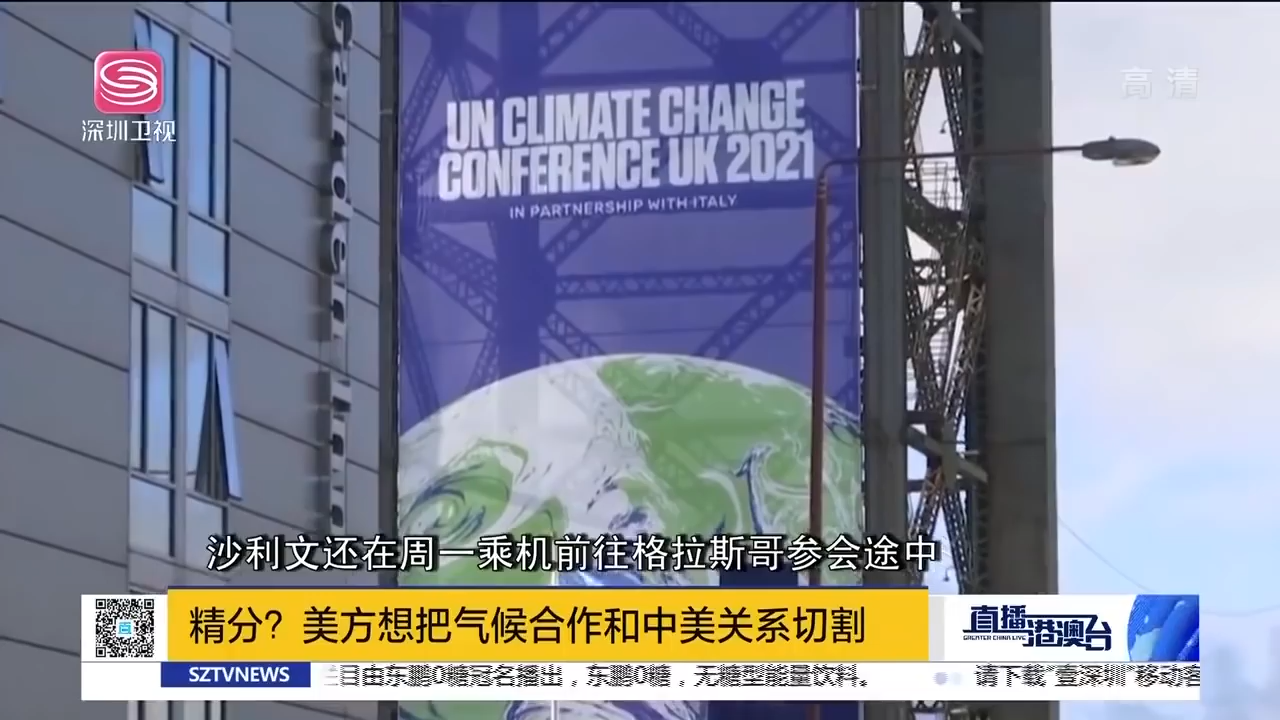 深圳卫视
高清
UN CLIMATE CHANGE
CONFERENCE UK 2021
IN PARTNERSHIP WITH ITALY
沙利文还在周一乘机前往格拉斯哥参会途中
精分？美方想把气候合作和中美关系切割
直播港澳台
GREATER CHINA LIVE
SZTVNEWS
目由东鹏0糖冠名播出，东鹏0糖，无糖型能量饮料。
请下载“壹深圳”移动客